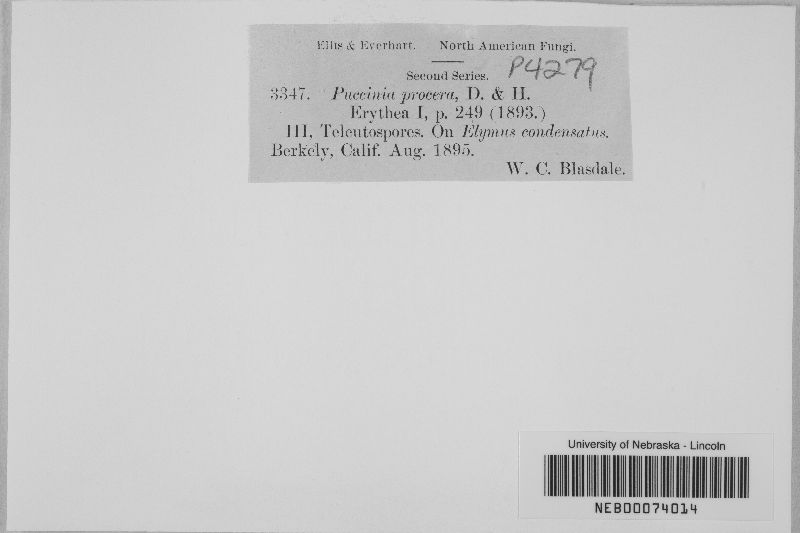 Ellis & Everhart. North American Fungi.
Second Series. P4279
3347. Puccinia procera, D. & H.
Erythea I, p. 249 (1893.)
III, Teleutospores. On Elymus condensatus.
Berkely, Calif. Aug. 1895.
W. C. Blasdale.
University of Nebraska - Lincoln
NEB00074014